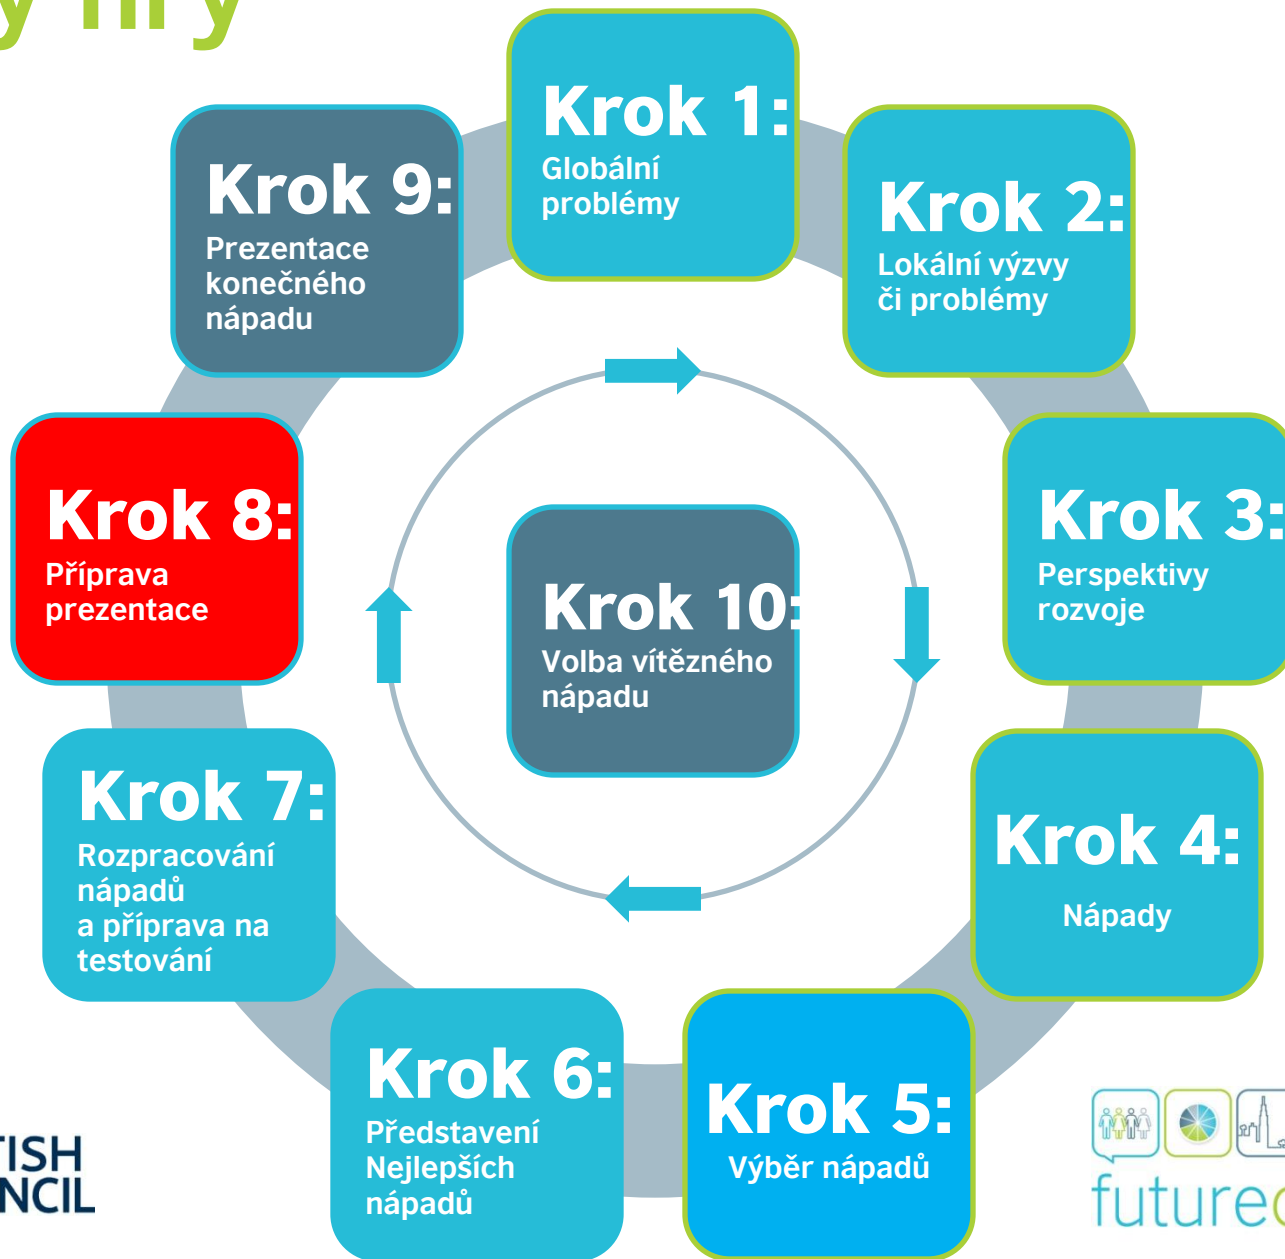 hry
Krok 1:
Globální
problémy
Krok 2:
Lokální výzvy
či problémy
Krok 3:
Perspektivy
rozvoje
Krok 4:
Nápady
Krok 5:
Výběr nápadů
Krok 6:
Představení
Nejlepších
nápadů
Krok 7:
Rozpracování
nápadů
a příprava na
testování
Krok 8:
Příprava
prezentace
Krok 9:
Prezentace
konečného
nápadu
Krok 10:
Volba vítězného
nápadu
TISH
NCIL
future